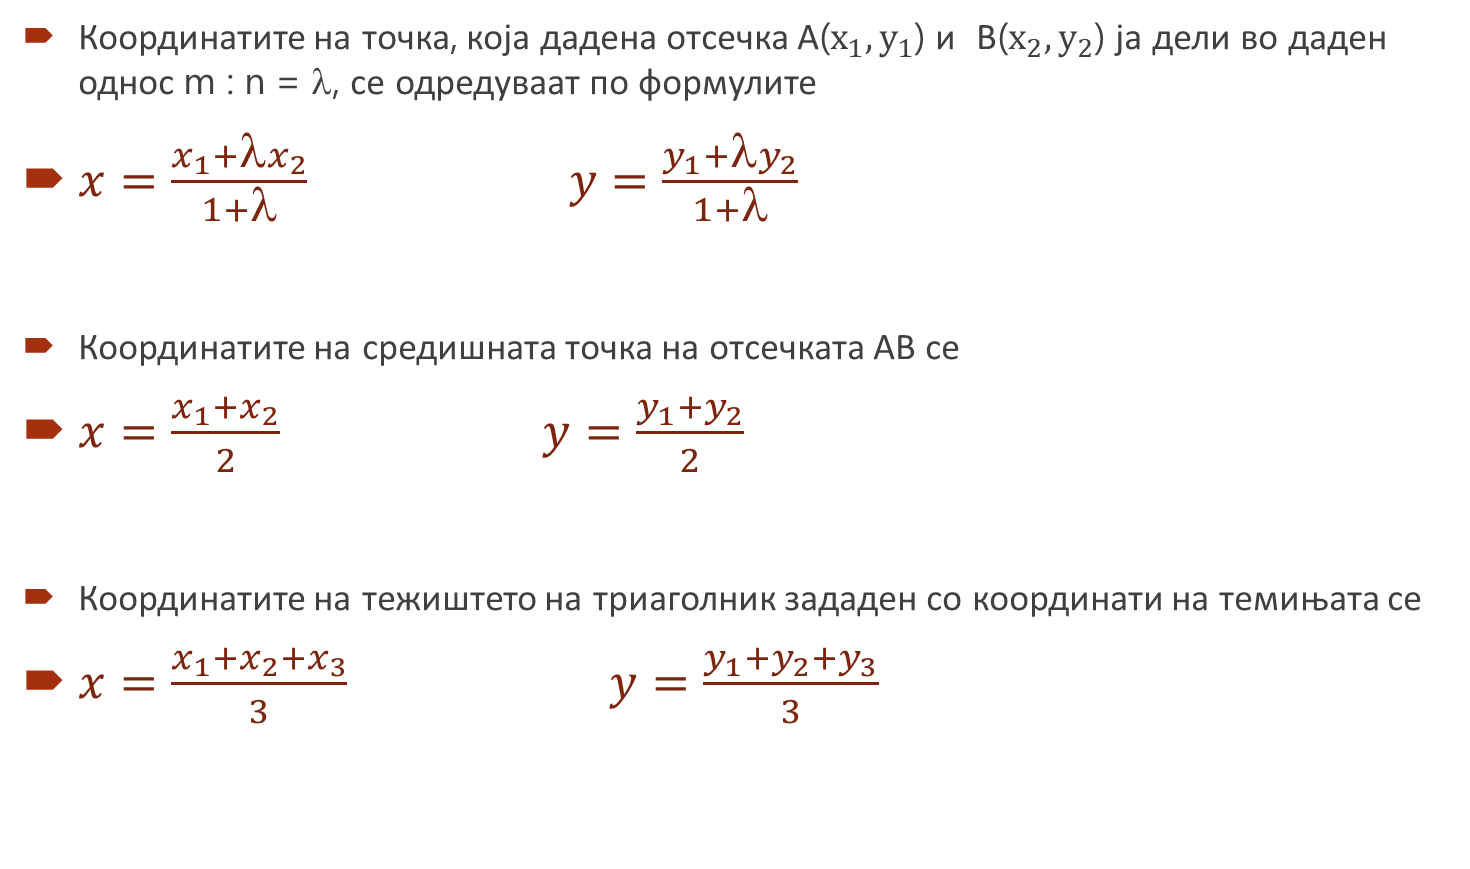 Координатите на точка, која дадена отсечка A(x₁, y₁) и B(x₂, y₂) ја дели во даден
однос m : n = λ, се одредуваат по формулите
x = (x₁+λx₂)/(1+λ) y = (y₁+λy₂)/(1+λ)
Координатите на средишната точка на отсечката AB се
x = (x₁+x₂)/2 y = (y₁+y₂)/2
Координатите на тежиштето на триаголник зададен со координати на темињата се
x = (x₁+x₂+x₃)/3 y = (y₁+y₂+y₃)/3